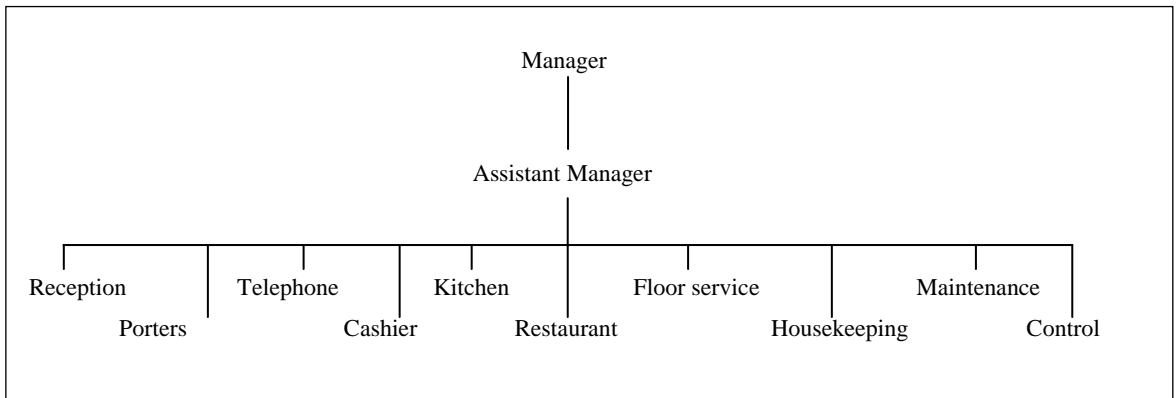 Manager
Assistant Manager
Reception Telephone Kitchen Floor service Maintenance
Porters Cashier Restaurant Housekeeping Control